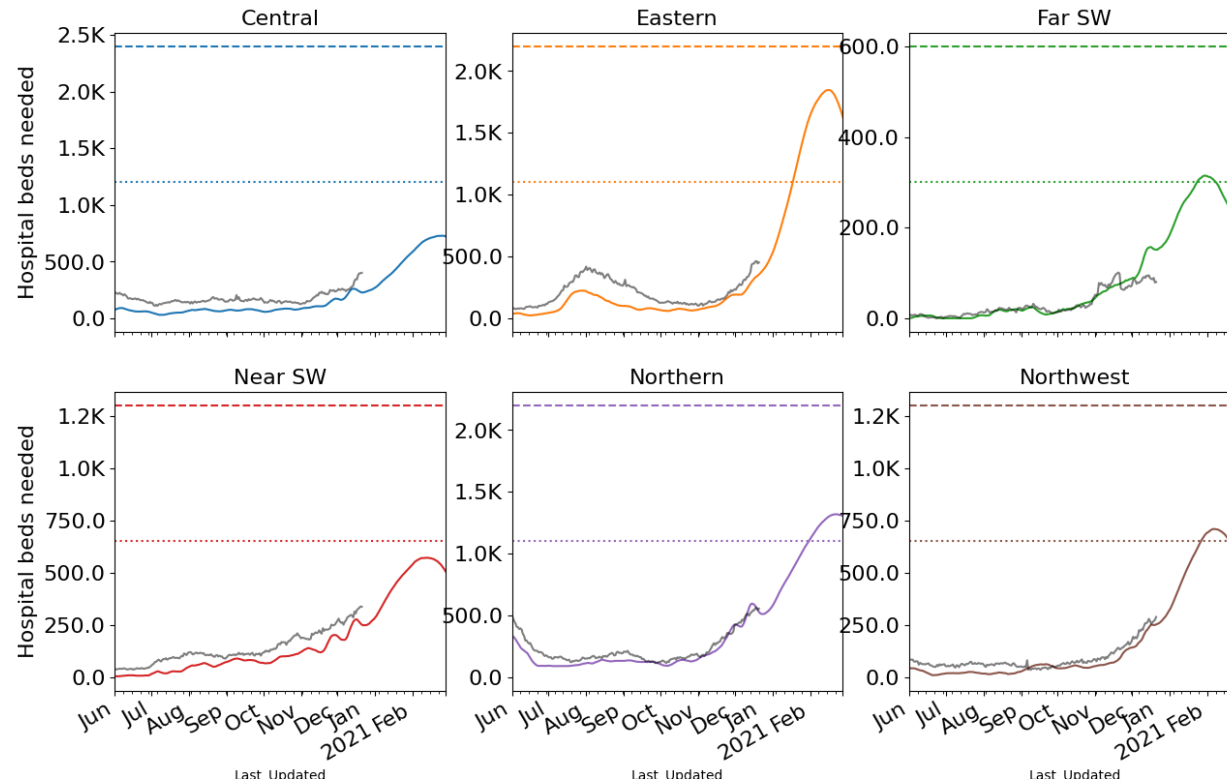 Central
Eastern
Far SW
Hospital beds needed
2.5K
2.0K
1.5K
1.0K
500.0
0.0
2.0K
1.5K
1.0K
500.0
0.0
600.0
400.0
200.0
0.0
Near SW
Northern
Northwest
Hospital beds needed
1.2K
1.0K
750.0
500.0
250.0
0.0
2.0K
1.5K
1.0K
500.0
0.0
1.2K
1.0K
750.0
500.0
250.0
0.0
Jun Jul Aug Sep Oct Nov Dec Jan 2021 Feb
Jun Jul Aug Sep Oct Nov Dec Jan 2021 Feb
Jun Jul Aug Sep Oct Nov Dec Jan 2021 Feb
Last_Updated
Last_Updated